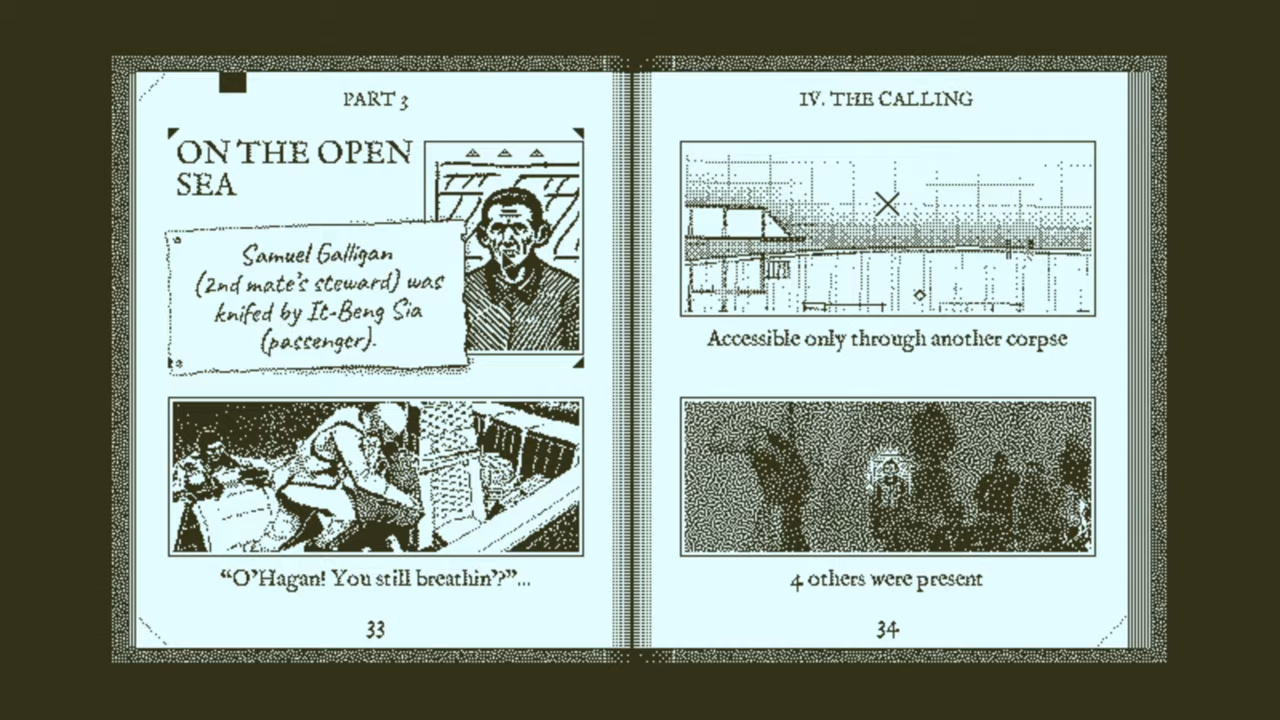 PART 3
ON THE OPEN
SEA
Samuel Galligan
(2nd mate's steward) was
knifed by It-Beng Sia
(passenger).
“O'Hagan! You still breathin'?”...
33
IV. THE CALLING
Accessible only through another corpse
4 others were present
34